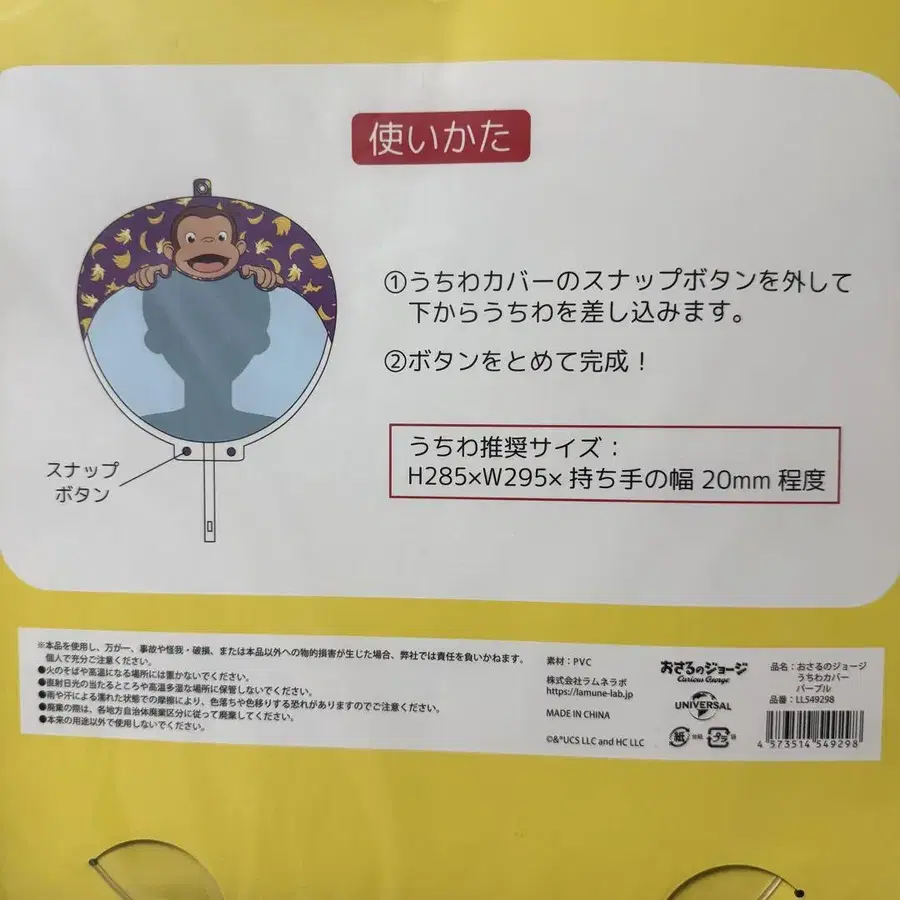 使いかた
①うちわカバーのスナップボタンを外して
下からうちわを差し込みます。
②ボタンをとめて完成！
うちわ推奨サイズ：
H285×W295×持ち手の幅 20mm 程度
スナップ
ボタン
※本品を使用し、万が一、事故や怪我・破損、または本品以外への物的損害が生じた場合、弊社では責任を負いかねます。
個人で充分ご注意ください。
●火のそばや高温になる場所には置かないでください。
●直射日光の当たるところや高温多湿な場所に保管しないでください。
●雨や汗による濡れた状態での摩擦により、色落ちや色移りする恐れがありますのでご注意ください。
●廃棄の際は、各地方自治体廃棄区分に従って廃棄してください。
●本来の用途以外で使用しないでください。
素材：PVC
株式会社ラムネラボ
https://lamune-lab.jp/
MADE IN CHINA
©&®UCS LLC and HC LLC
おさるのジョージ
Curious George
UNIVERSAL
紙 台紙 プラ 袋
品名：おさるのジョージ
うちわカバー
パープル
品番：LL549298
4 573514 549298